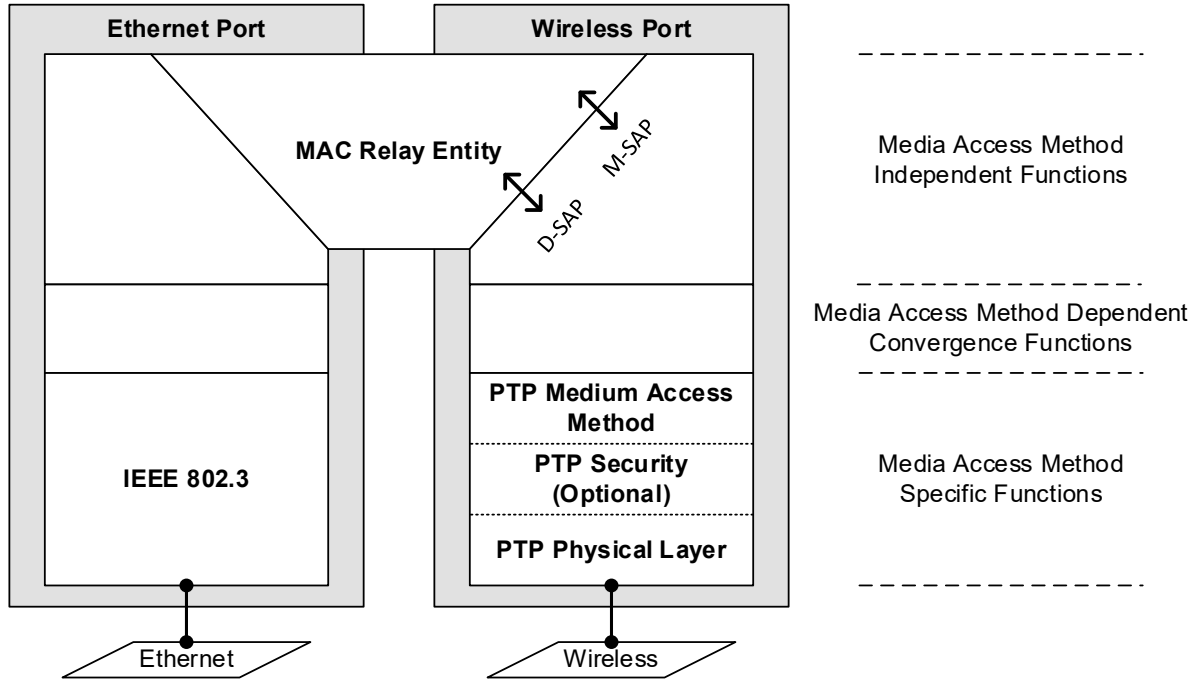 Ethernet Port
Wireless Port
MAC Relay Entity
M-SAP
D-SAP
Media Access Method
Independent Functions
Media Access Method Dependent
Convergence Functions
IEEE 802.3
PTP Medium Access
Method
PTP Security
(Optional)
PTP Physical Layer
Media Access Method
Specific Functions
Ethernet
Wireless